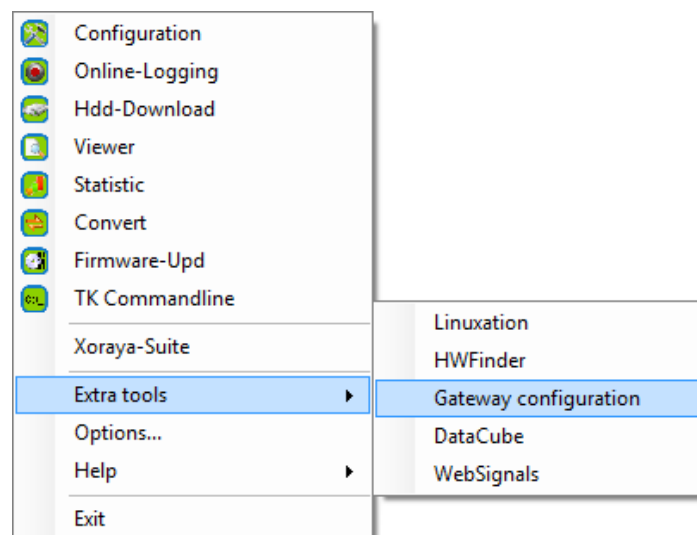 Configuration
Online-Logging
Hdd-Download
Viewer
Statistic
Convert
Firmware-Upd
TK Commandline
Xoraya-Suite
Extra tools
Options...
Help
Exit
Linuxation
HWFinder
Gateway configuration
DataCube
WebSignals